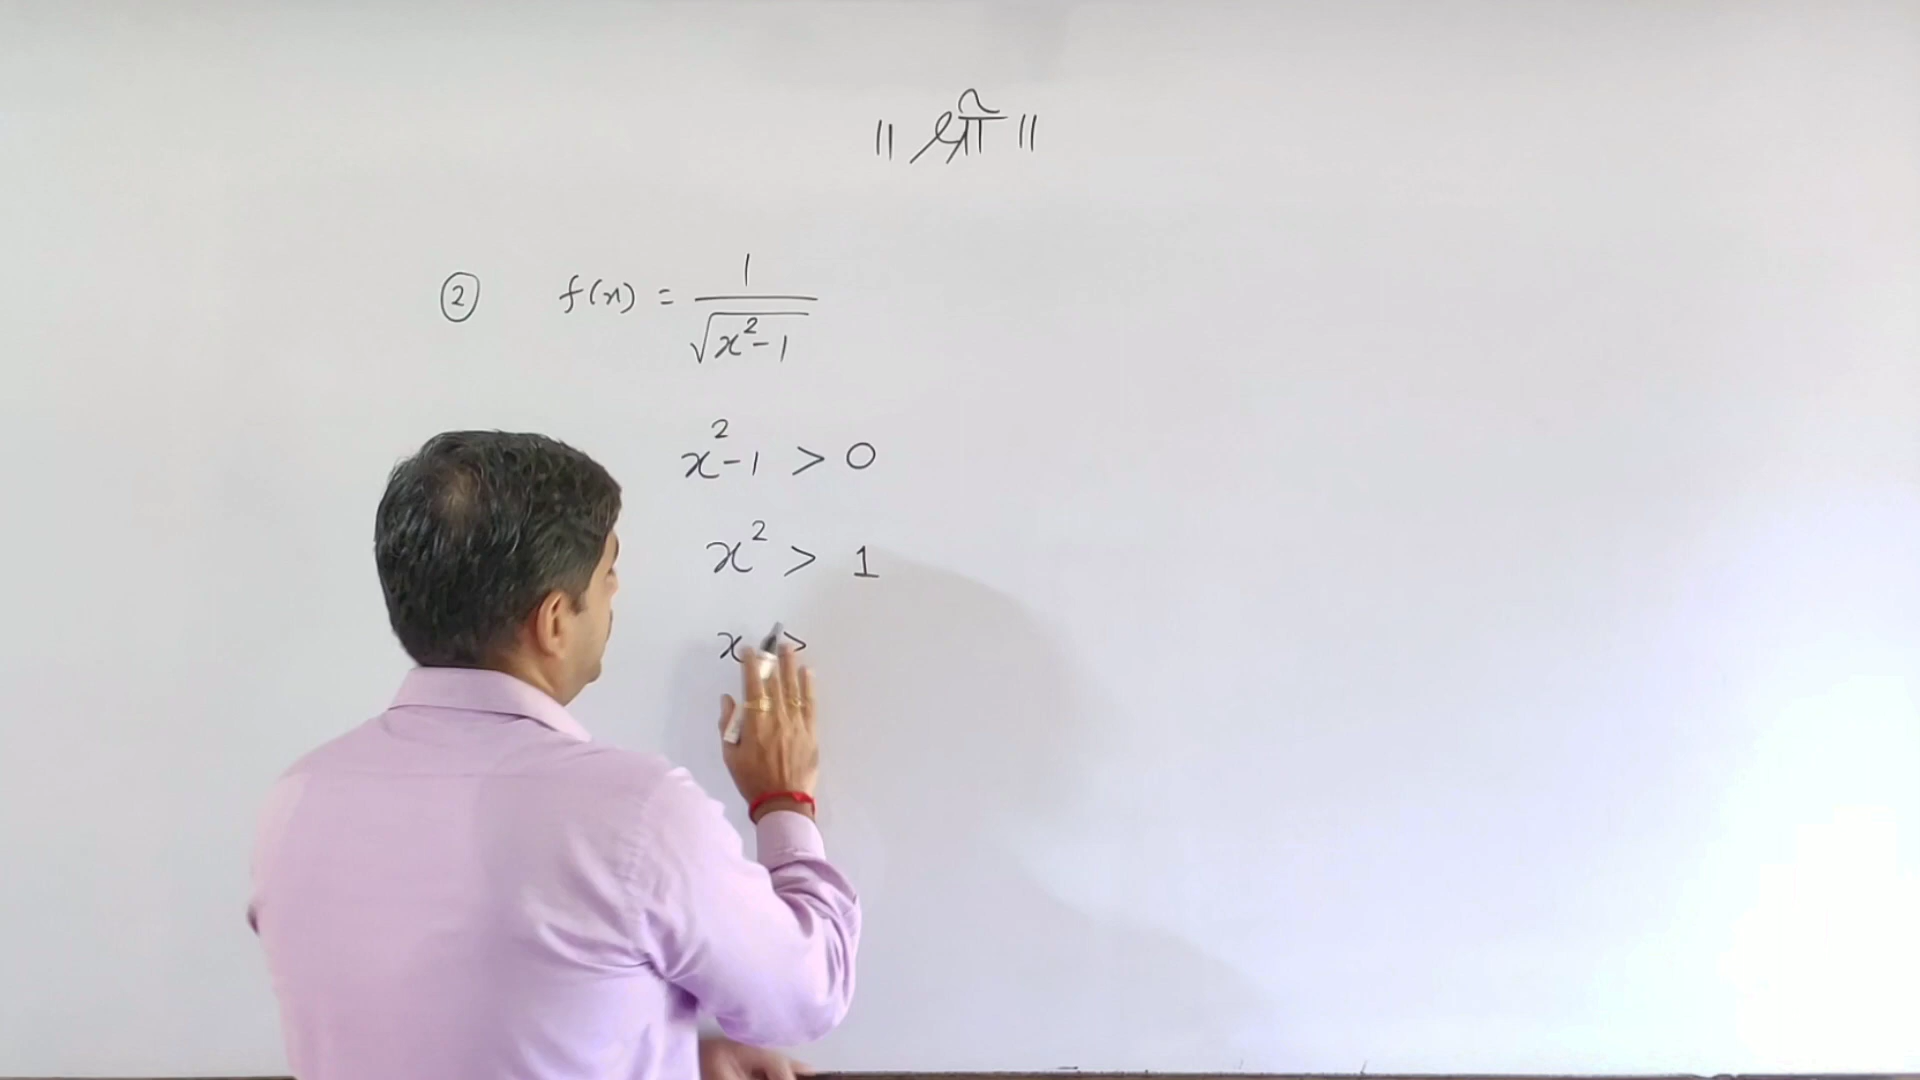 ॥ श्री ॥
② f(x) = 1/√(x²-1)
x²-1 > 0
x² > 1
x >